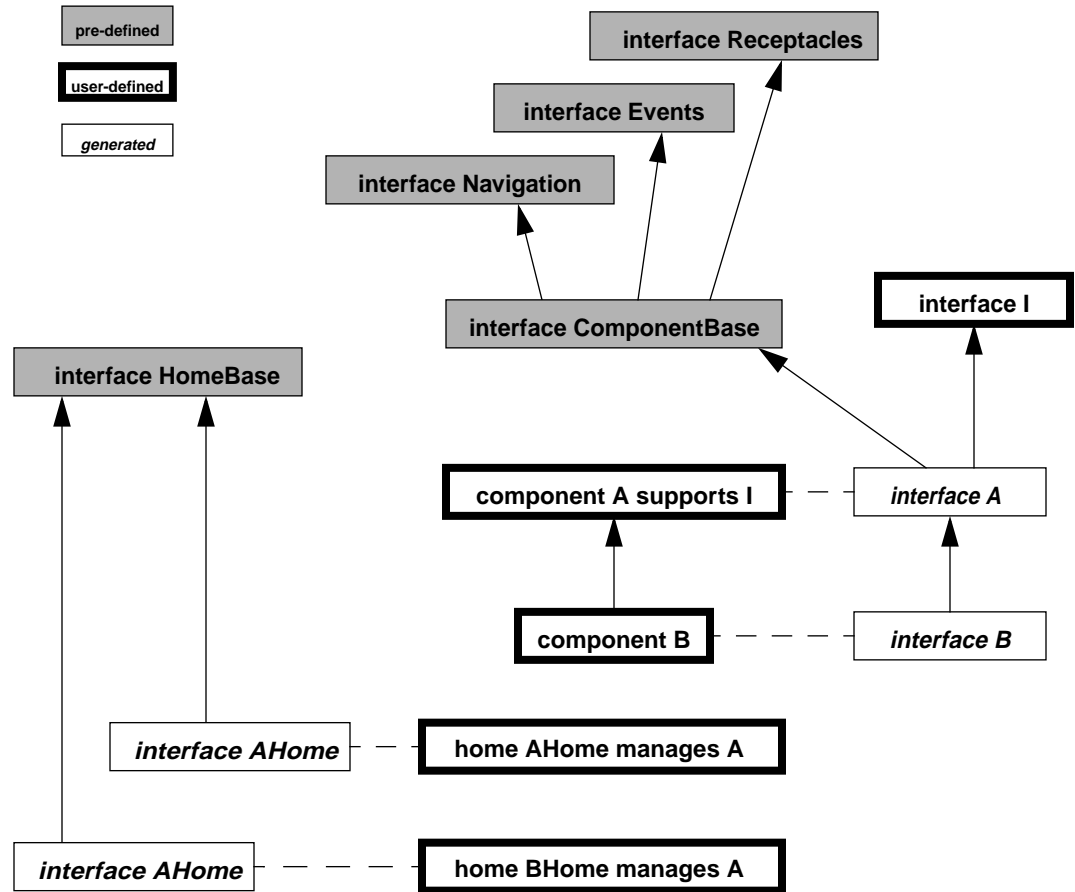 pre-defined
user-defined
generated
interface Receptacles
interface Events
interface Navigation
interface I
interface ComponentBase
interface HomeBase
component A supports I
interface A
component B
interface B
interface AHome
home AHome manages A
interface AHome
home BHome manages A